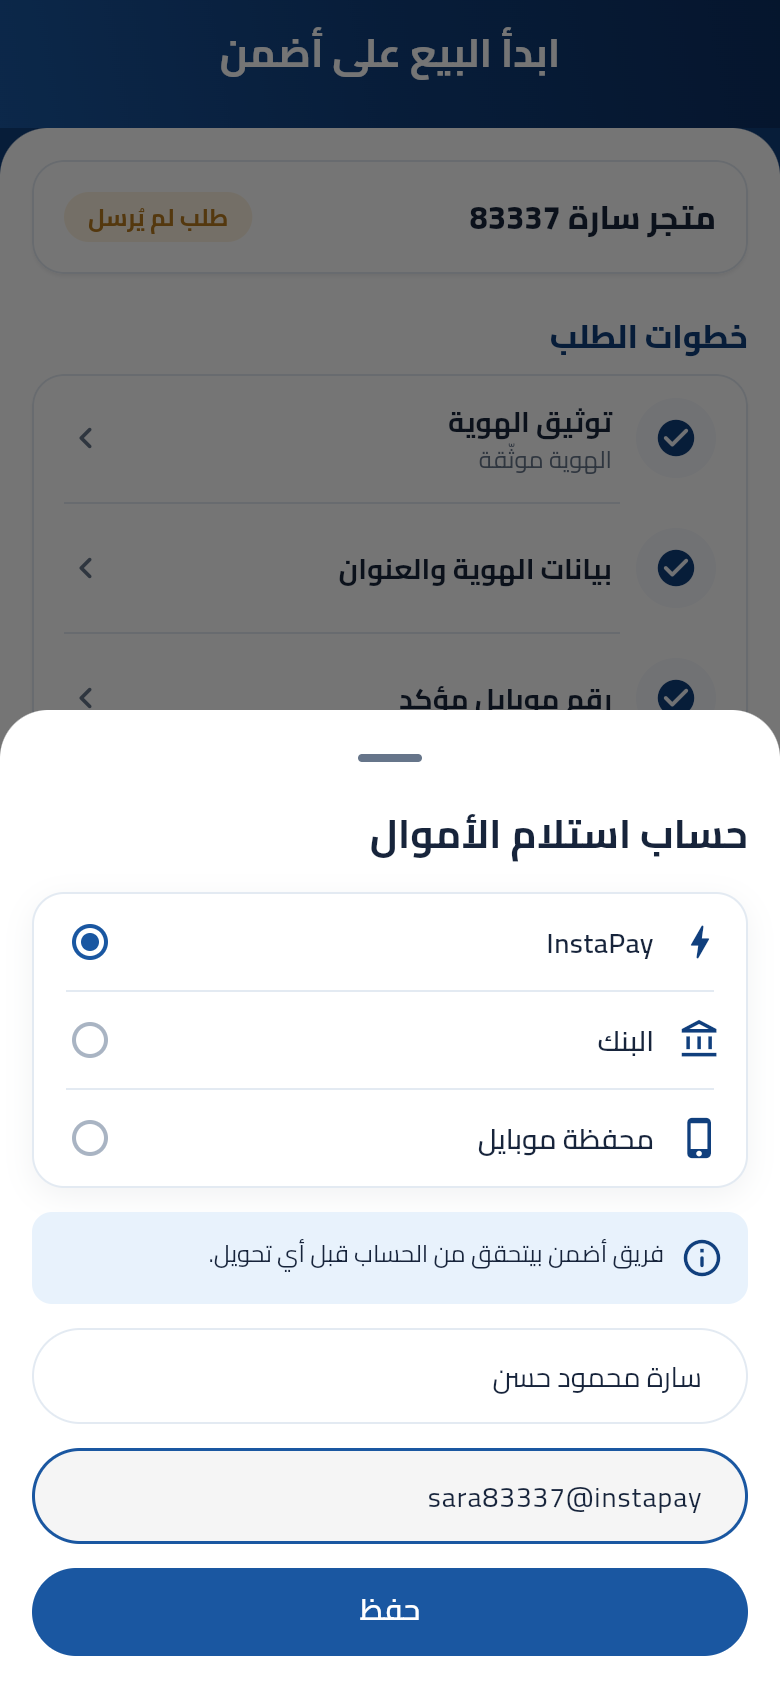 ابدأ البيع على أضمن
متجر سارة 83337
طلب لم يُرسل
خطوات الطلب
توثيق الهوية
الهوية موثّقة
بيانات الهوية والعنوان
رقم موبايل مؤكد
حساب استلام الأموال
InstaPay
البنك
محفظة موبايل
فريق أضمن بيتحقق من الحساب قبل أي تحويل.
سارة محمود حسن
sara83337@instapay
حفظ